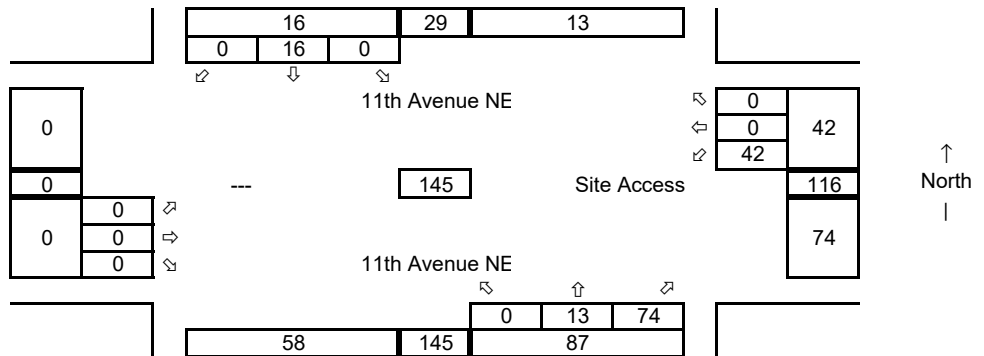 16 29 13
0 16 0
⬃ ⇩ ⬂
11th Avenue NE
0 ⬁ 0 42
⇦ 0
⬃ 42
↑
North
|
0 --- 145 Site Access 116
0 0 ⬀ 74
0 ⇨
0 ⬂
11th Avenue NE
⬁ ⇧ ⬀
0 13 74
58 145 87